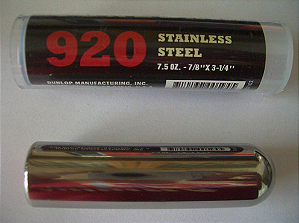 920 STAINLESS
STEEL
7.5 OZ. - 7/8" X 3-1/4"
DUNLOP MANUFACTURING, INC.